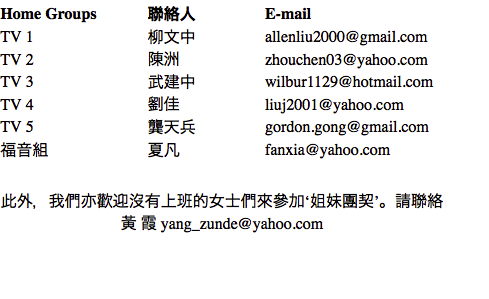 Home Groups 聯絡人 E-mail
TV 1 柳文中 allenliu2000@gmail.com
TV 2 陳洲 zhouchen03@yahoo.com
TV 3 武建中 wilbur1129@hotmail.com
TV 4 劉佳 liuj2001@yahoo.com
TV 5 龔天兵 gordon.gong@gmail.com
福音組 夏凡 fanxia@yahoo.com
此外，我們亦歡迎沒有上班的女士們來參加‘姐妹團契’。請聯絡
黃 霞 yang_zunde@yahoo.com